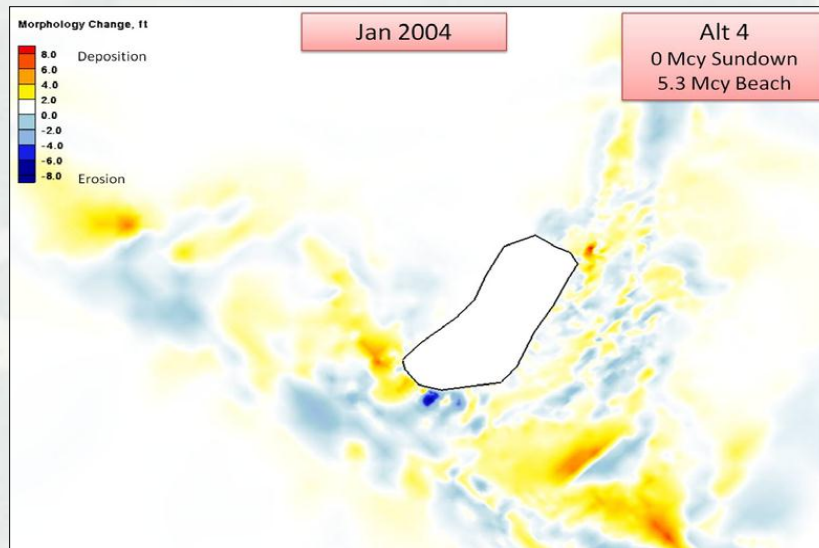 Morphology Change, ft
8.0
Deposition
6.0
4.0
2.0
0.0
-2.0
-4.0
-6.0
-8.0
Erosion
Jan 2004
Alt 4
0 Mcy Sundown
5.3 Mcy Beach